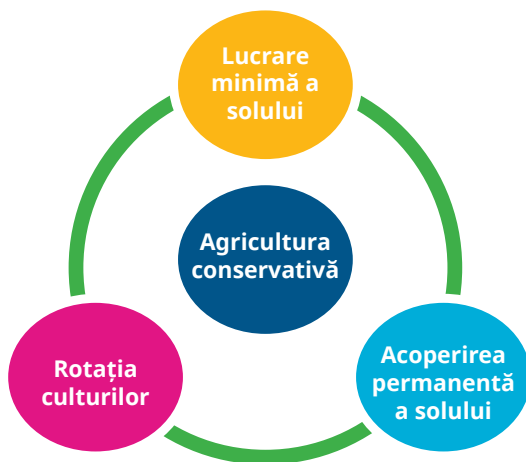 Lucrare
minimă a
solului
Agricultura
conservativă
Rotația
culturilor
Acoperirea
permanentă
a solului